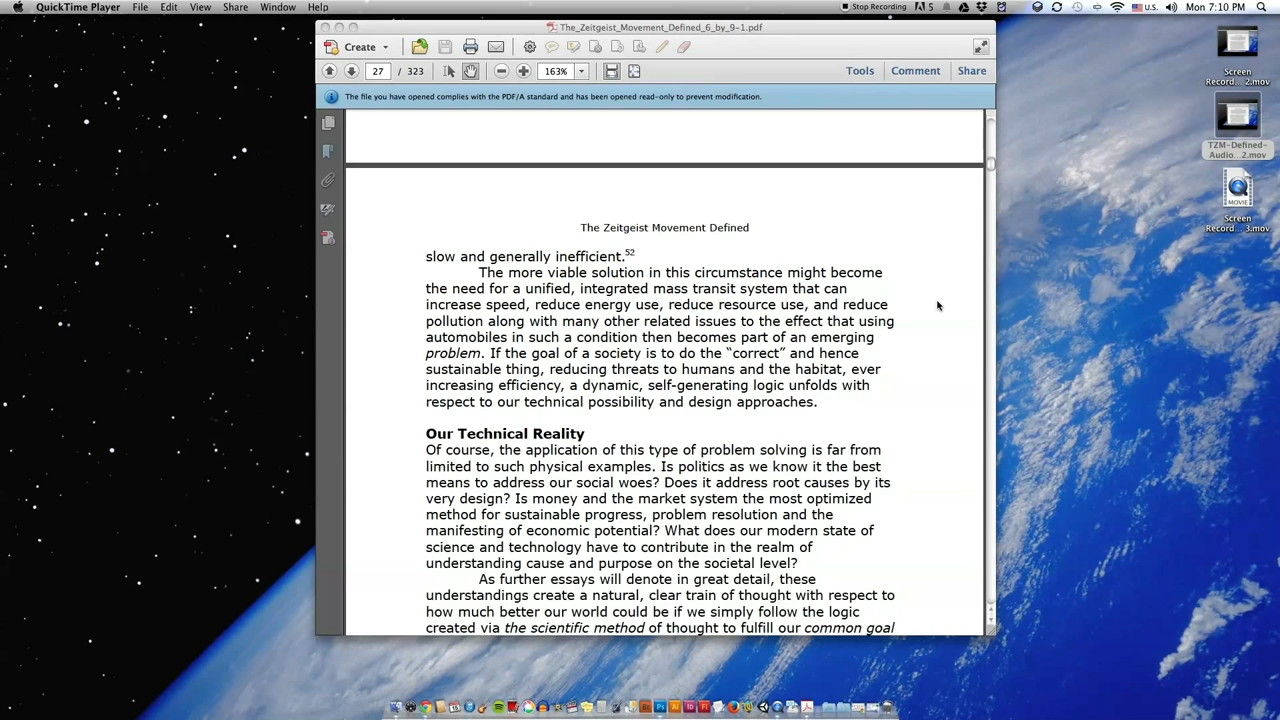 QuickTime Player File Edit View Share Window Help
Stop Recording 5 U.S. Mon 7:10 PM
The_Zeitgeist_Movement_Defined_6_by_9-1.pdf
Create
27 / 323 163% Tools Comment Share
The file you have opened complies with the PDF/A standard and has been opened read-only to prevent modification.
The Zeitgeist Movement Defined
slow and generally inefficient.52
The more viable solution in this circumstance might become
the need for a unified, integrated mass transit system that can
increase speed, reduce energy use, reduce resource use, and reduce
pollution along with many other related issues to the effect that using
automobiles in such a condition then becomes part of an emerging
problem. If the goal of a society is to do the “correct” and hence
sustainable thing, reducing threats to humans and the habitat, ever
increasing efficiency, a dynamic, self-generating logic unfolds with
respect to our technical possibility and design approaches.
Our Technical Reality
Of course, the application of this type of problem solving is far from
limited to such physical examples. Is politics as we know it the best
means to address our social woes? Does it address root causes by its
very design? Is money and the market system the most optimized
method for sustainable progress, problem resolution and the
manifesting of economic potential? What does our modern state of
science and technology have to contribute in the realm of
understanding cause and purpose on the societal level?
As further essays will denote in great detail, these
understandings create a natural, clear train of thought with respect to
how much better our world could be if we simply follow the logic
created via the scientific method of thought to fulfill our common goal
Screen
Record... 2.mov
TZM-Defined-
Audio...2.mov
MOVIE
Screen
Record... 3.mov